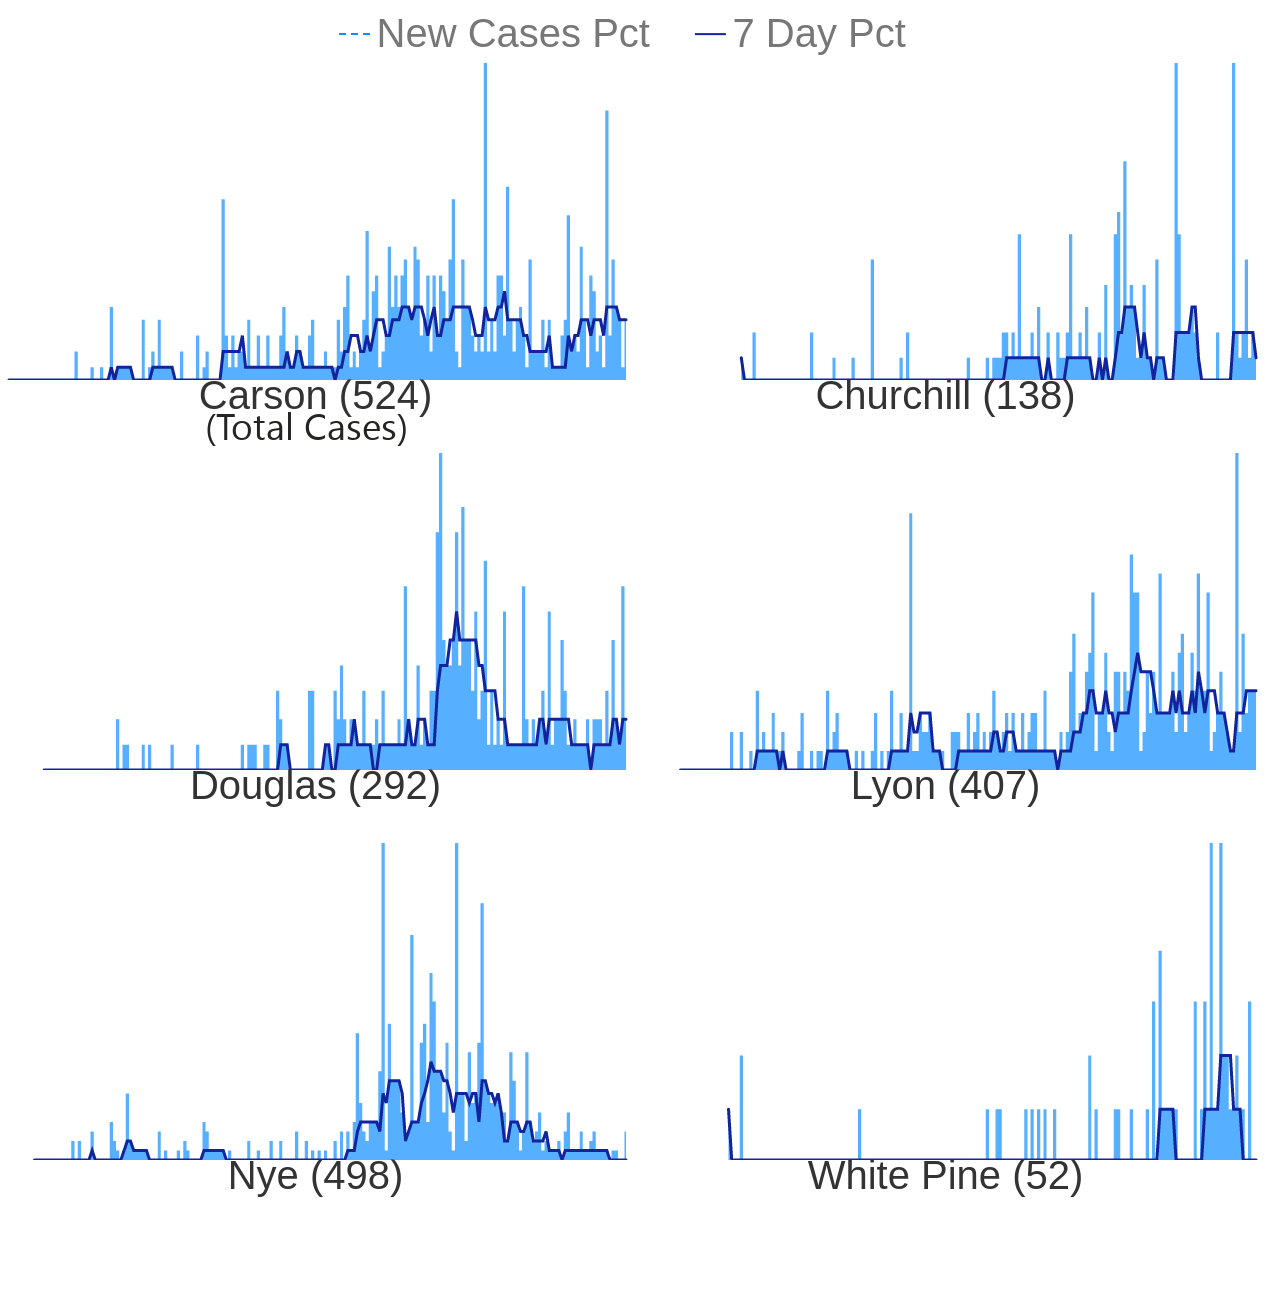 New Cases Pct 7 Day Pct
Carson (524)
(Total Cases)
Churchill (138)
Douglas (292)
Lyon (407)
Nye (498)
White Pine (52)